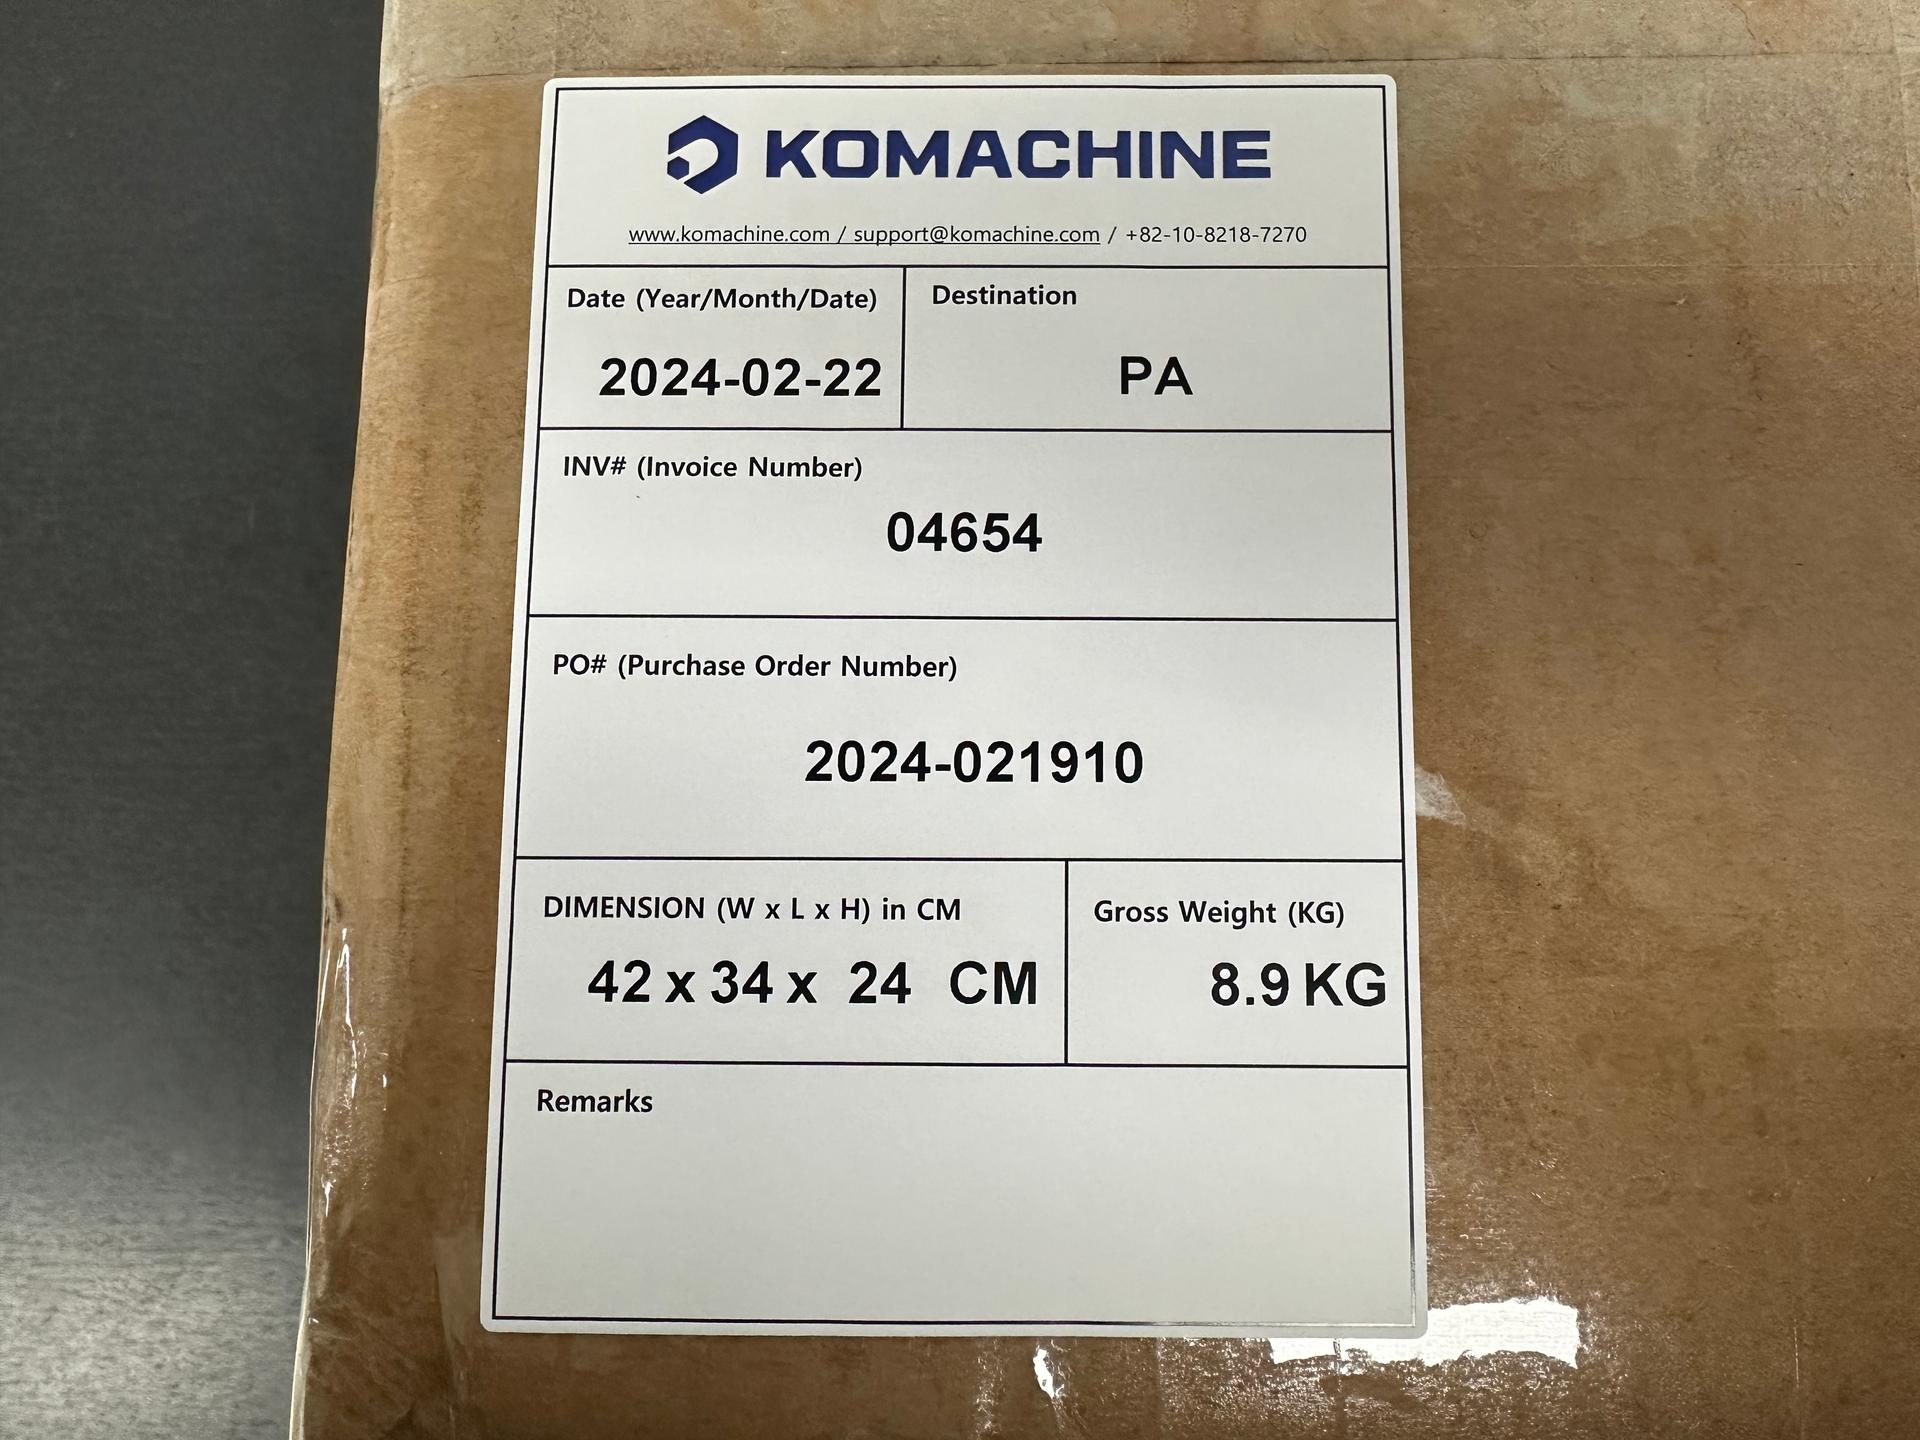 KOMACHINE
www.komachine.com / support@komachine.com / +82-10-8218-7270
Date (Year/Month/Date)
2024-02-22
Destination
PA
INV# (Invoice Number)
04654
PO# (Purchase Order Number)
2024-021910
DIMENSION (W x L x H) in CM
42 x 34 x 24 CM
Gross Weight (KG)
8.9 KG
Remarks